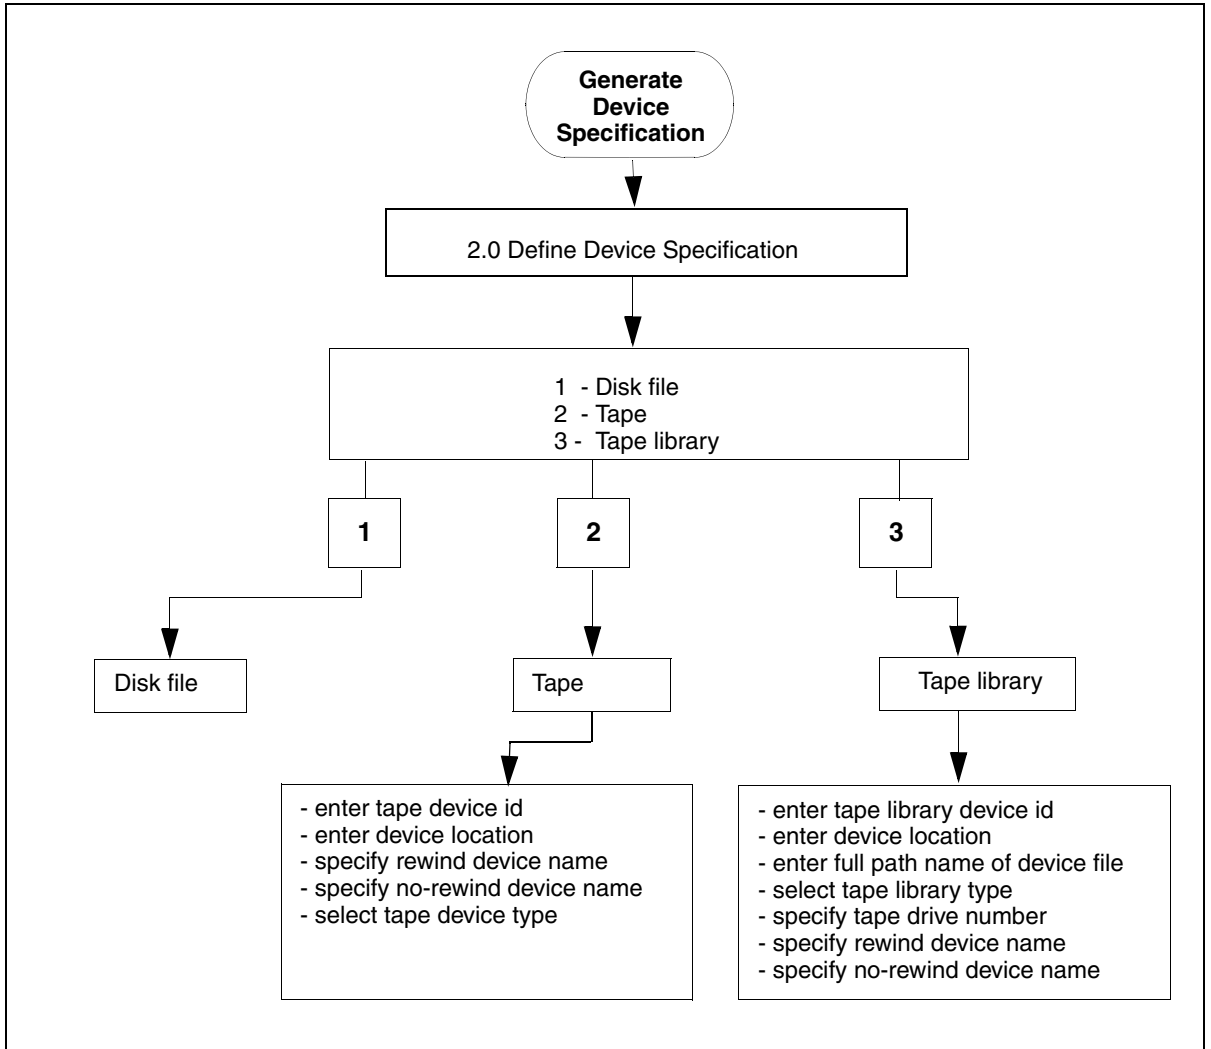 Generate
Device
Specification
2.0 Define Device Specification
1 - Disk file
2 - Tape
3 - Tape library
1
2
3
Disk file
Tape
Tape library
- enter tape device id
- enter device location
- specify rewind device name
- specify no-rewind device name
- select tape device type
- enter tape library device id
- enter device location
- enter full path name of device file
- select tape library type
- specify tape drive number
- specify rewind device name
- specify no-rewind device name